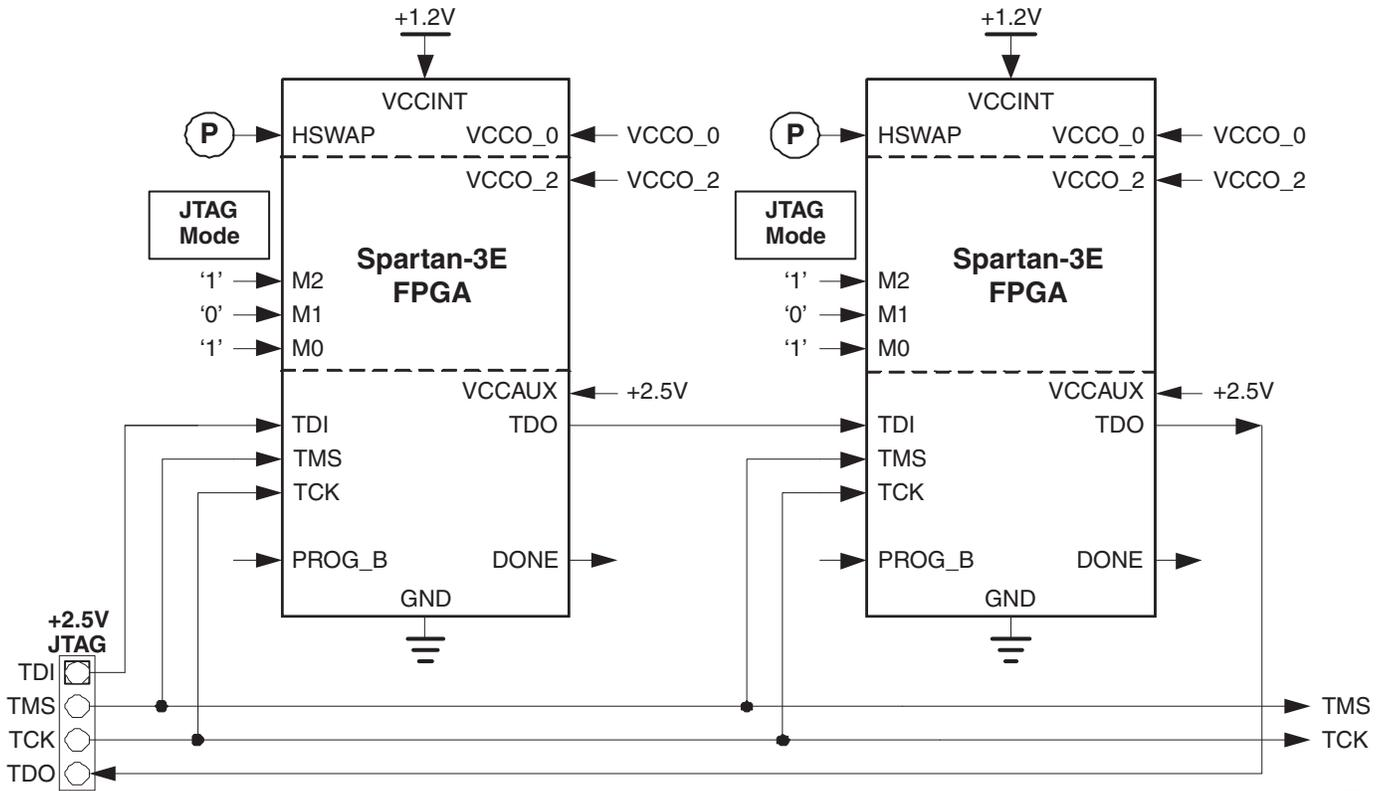 +1.2V
+1.2V
VCCINT
VCCINT
P
HSWAP
VCCO_0
VCCO_0
P
HSWAP
VCCO_0
VCCO_0
VCCO_2
VCCO_2
VCCO_2
VCCO_2
JTAG
Mode
JTAG
Mode
Spartan-3E
FPGA
Spartan-3E
FPGA
‘1’
M2
‘1’
M2
‘0’
M1
‘0’
M1
‘1’
M0
‘1’
M0
VCCAUX
+2.5V
VCCAUX
+2.5V
TDI
TDO
TDI
TDO
TMS
TMS
TCK
TCK
PROG_B
DONE
PROG_B
DONE
GND
GND
+2.5V
JTAG
TDI
TMS
TMS
TCK
TCK
TDO